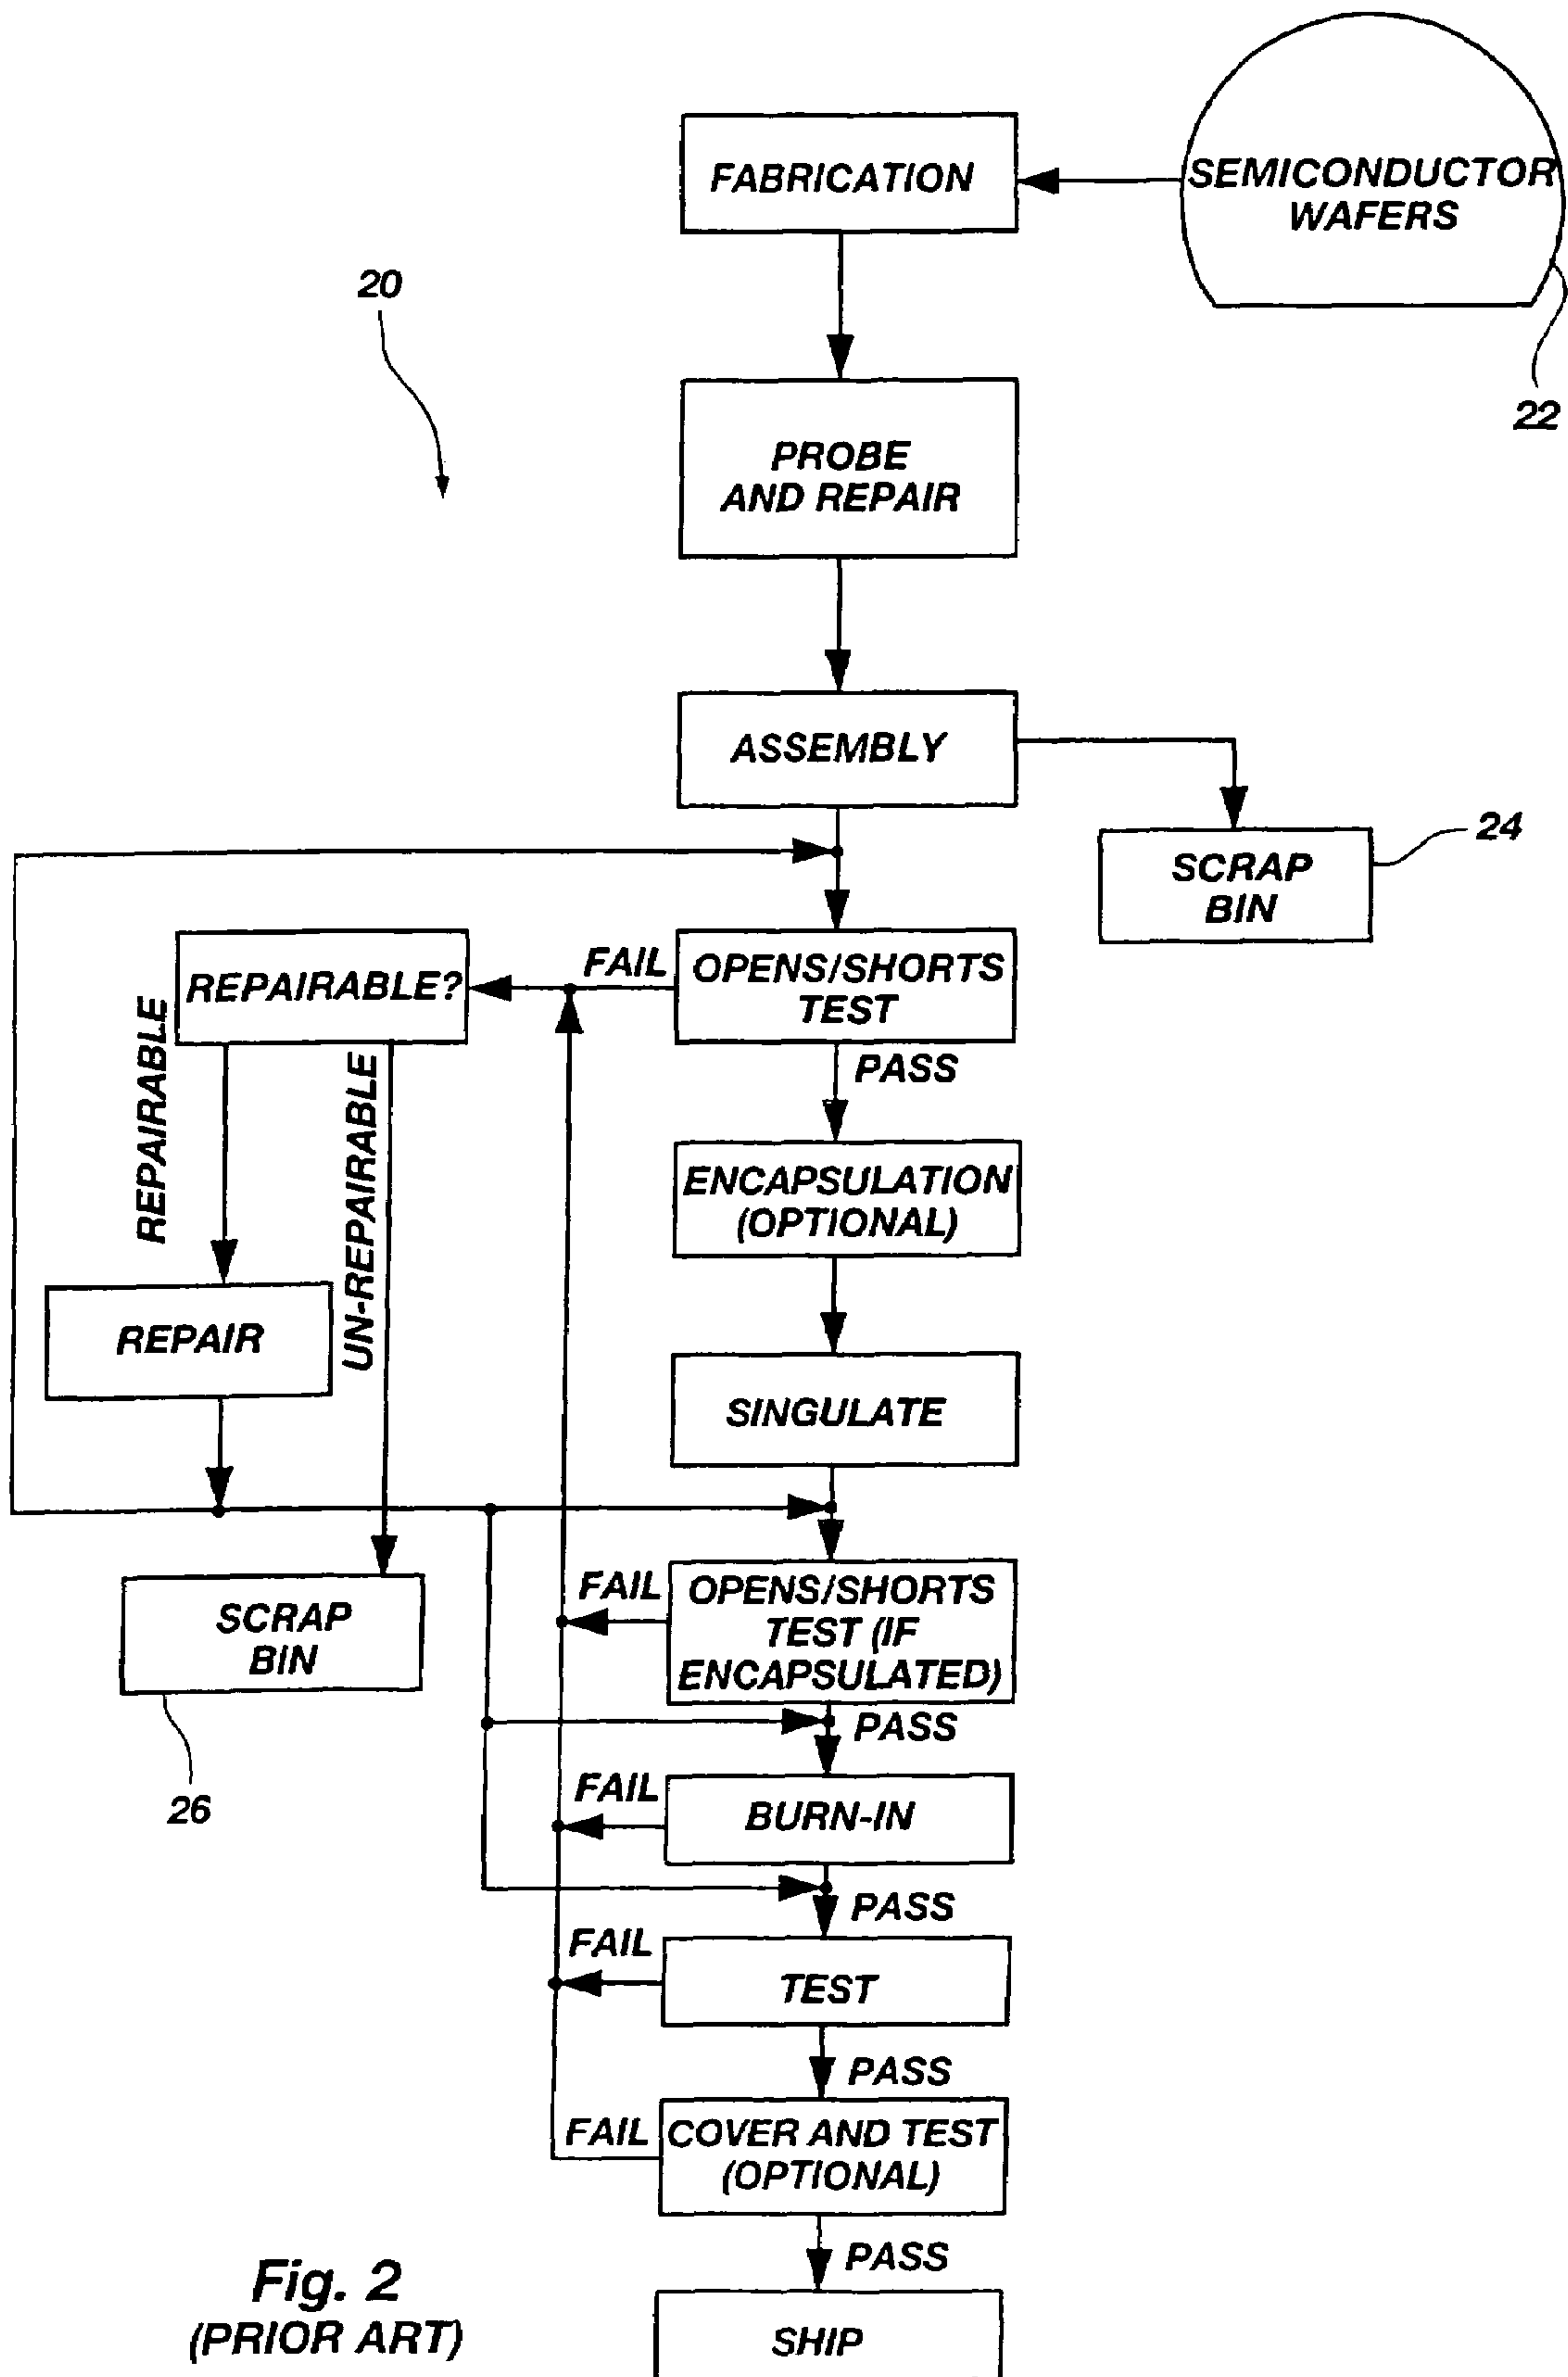 FABRICATION
SEMICONDUCTOR
WAFERS
20
22
PROBE
AND REPAIR
ASSEMBLY
24
SCRAP
BIN
REPAIRABLE?
FAIL
OPENS/SHORTS
TEST
PASS
REPAIRABLE
UN-REPAIRABLE
ENCAPSULATION
(OPTIONAL)
REPAIR
SINGULATE
SCRAP
BIN
26
FAIL
OPENS/SHORTS
TEST (IF
ENCAPSULATED)
PASS
FAIL
BURN-IN
PASS
FAIL
TEST
PASS
FAIL
COVER AND TEST
(OPTIONAL)
PASS
SHIP
Fig. 2
(PRIOR ART)